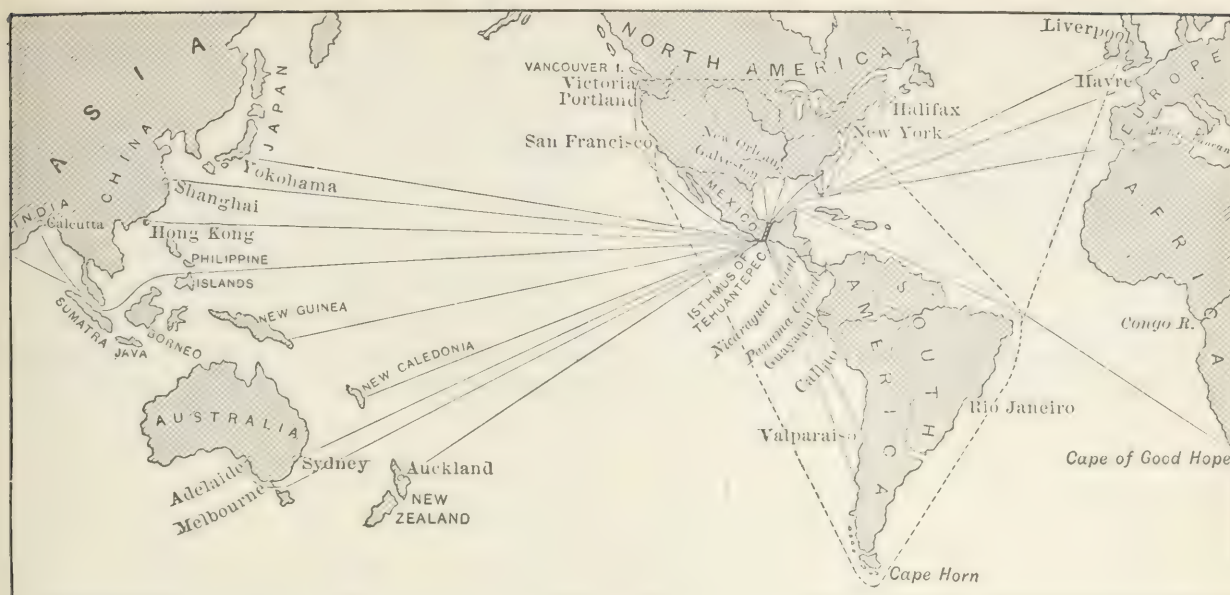 ASIA
CHINA
JAPAN
INDIA
Calcutta
Yokohama
Shanghai
Hong Kong
PHILIPPINE
ISLANDS
SUMATRA
JAVA
BORNEO
NEW GUINEA
NEW CALEDONIA
AUSTRALIA
Adelaide
Melbourne
Sydney
Auckland
NEW
ZEALAND
NORTH AMERICA
VANCOUVER I.
Victoria
Portland
San Francisco
Halifax
New York
New Orleans
Galveston
MEXICO
ISTHMUS OF
TEHUANTEPEC
Nicaragua Canal
Panama Canal
Guayaquil
Callao
Valparaiso
SOUTH
AMERICA
Rio Janeiro
Cape Horn
Liverpool
Havre
EUROPE
AFRICA
Congo R.
Cape of Good Hope